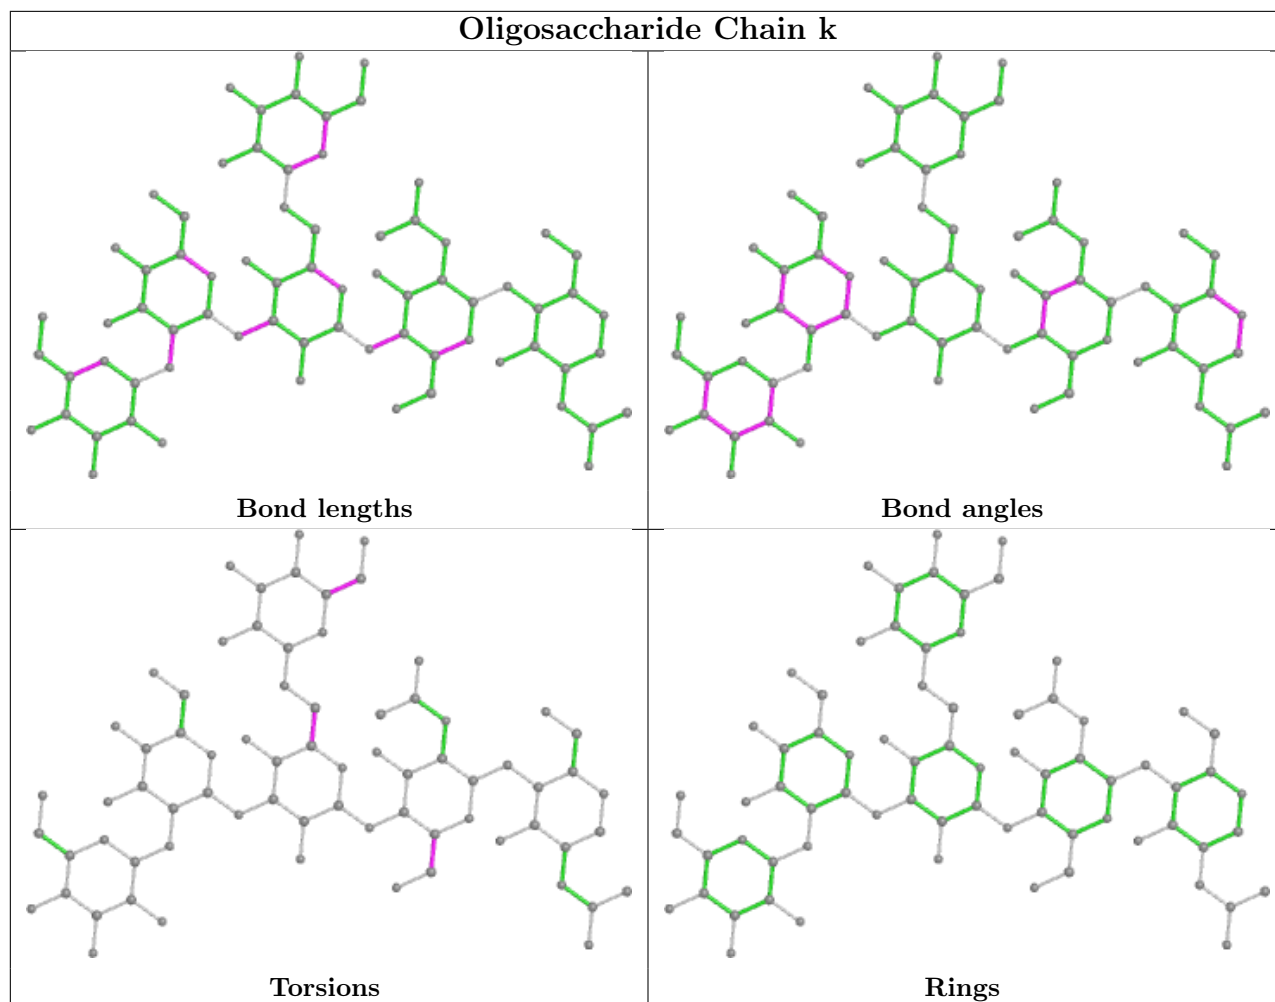 Oligosaccharide Chain k
Bond lengths
Bond angles
Torsions
Rings